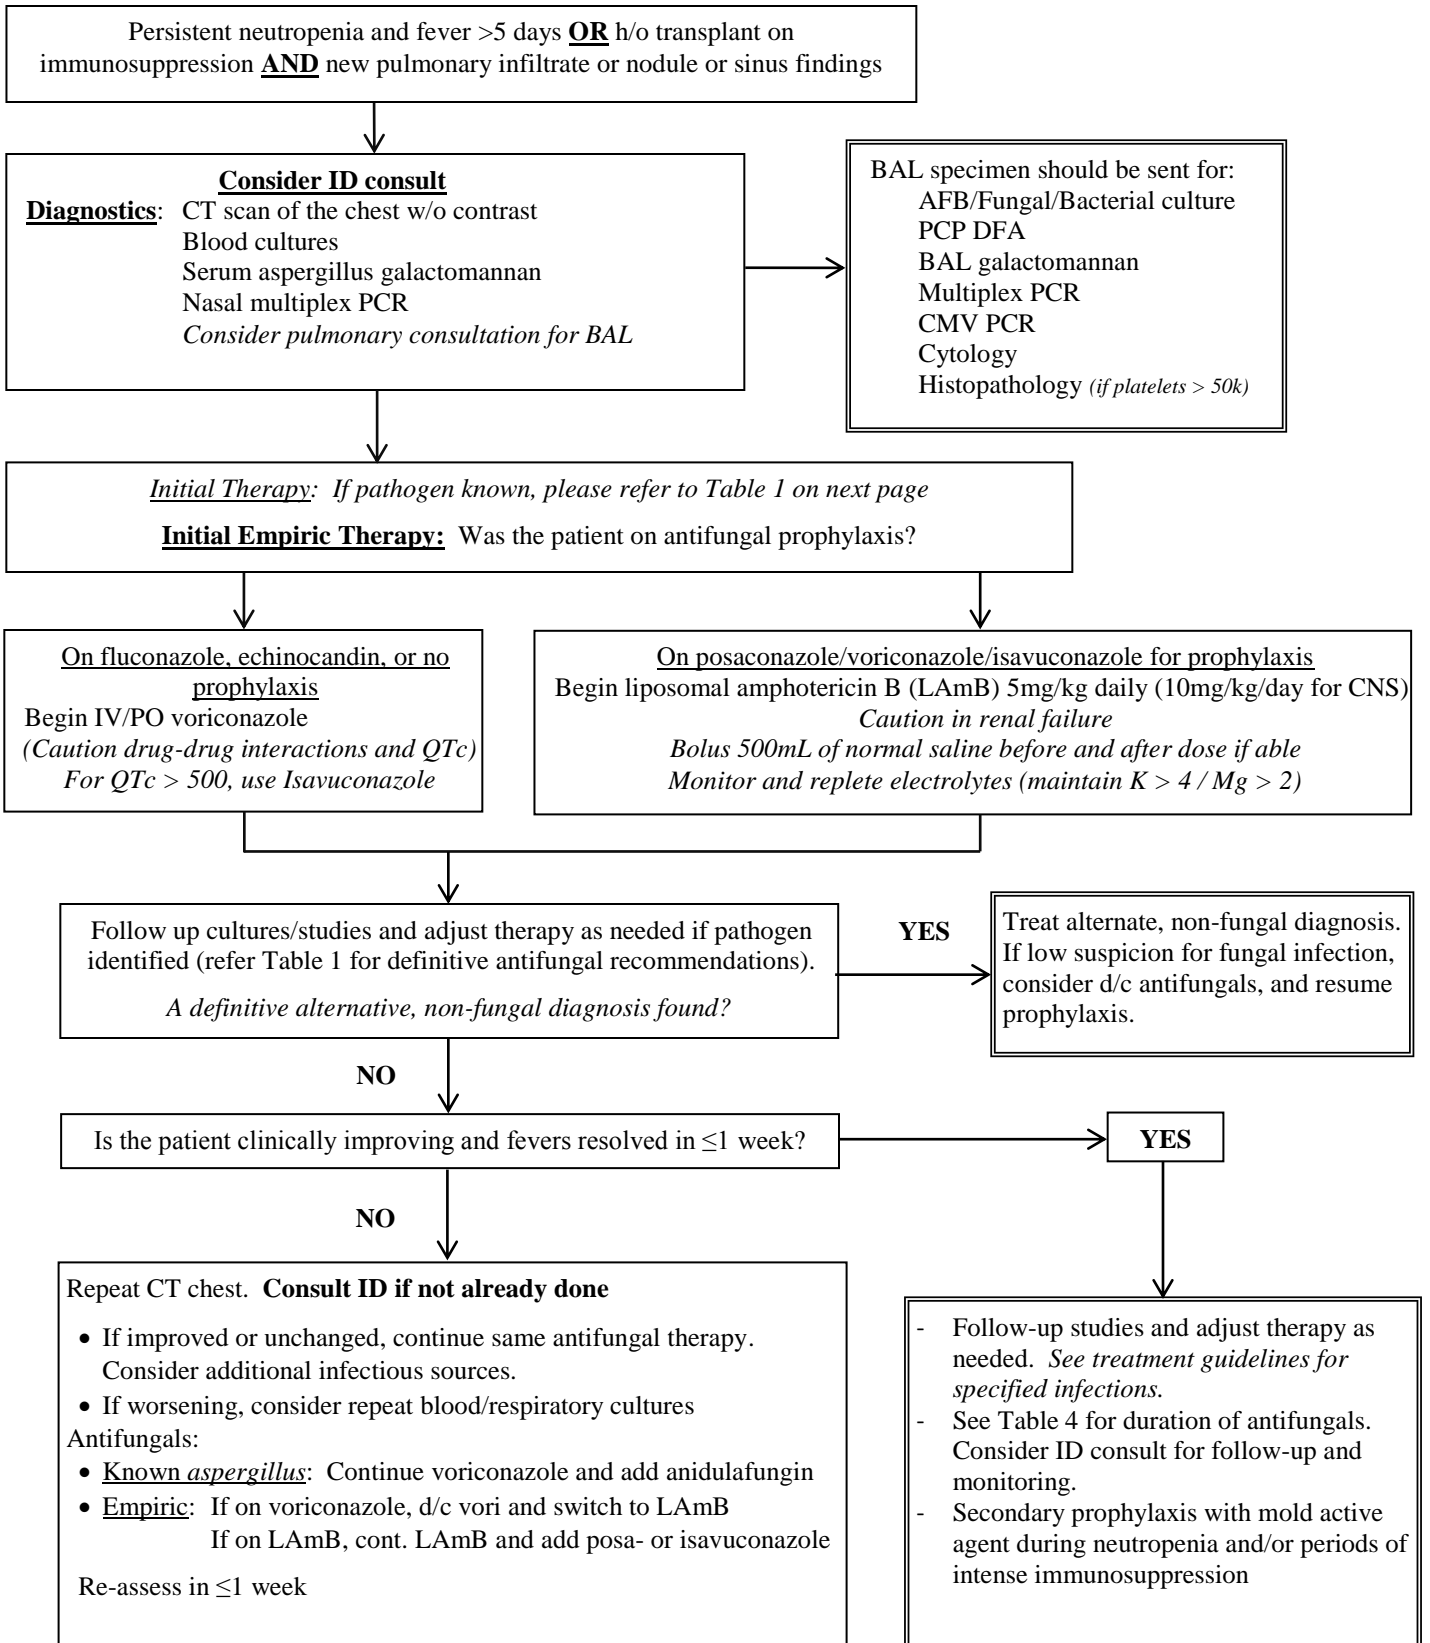 Persistent neutropenia and fever >5 days OR h/o transplant on
immunosuppression AND new pulmonary infiltrate or nodule or sinus findings
Consider ID consult
Diagnostics: CT scan of the chest w/o contrast
Blood cultures
Serum aspergillus galactomannan
Nasal multiplex PCR
Consider pulmonary consultation for BAL
BAL specimen should be sent for:
AFB/Fungal/Bacterial culture
PCP DFA
BAL galactomannan
Multiplex PCR
CMV PCR
Cytology
Histopathology (if platelets > 50k)
Initial Therapy: If pathogen known, please refer to Table 1 on next page
Initial Empiric Therapy: Was the patient on antifungal prophylaxis?
On fluconazole, echinocandin, or no
prophylaxis
Begin IV/PO voriconazole
(Caution drug-drug interactions and QTc)
For QTc > 500, use Isavuconazole
On posaconazole/voriconazole/isavuconazole for prophylaxis
Begin liposomal amphotericin B (LAmB) 5mg/kg daily (10mg/kg/day for CNS)
Caution in renal failure
Bolus 500mL of normal saline before and after dose if able
Monitor and replete electrolytes (maintain K > 4 / Mg > 2)
Follow up cultures/studies and adjust therapy as needed if pathogen
identified (refer Table 1 for definitive antifungal recommendations).
A definitive alternative, non-fungal diagnosis found?
YES
Treat alternate, non-fungal diagnosis.
If low suspicion for fungal infection,
consider d/c antifungals, and resume
prophylaxis.
NO
Is the patient clinically improving and fevers resolved in ≤1 week?
YES
NO
Repeat CT chest. Consult ID if not already done
• If improved or unchanged, continue same antifungal therapy.
Consider additional infectious sources.
• If worsening, consider repeat blood/respiratory cultures
Antifungals:
• Known aspergillus: Continue voriconazole and add anidulafungin
• Empiric: If on voriconazole, d/c vori and switch to LAmB
If on LAmB, cont. LAmB and add posa- or isavuconazole
Re-assess in ≤1 week
- Follow-up studies and adjust therapy as
needed. See treatment guidelines for
specified infections.
- See Table 4 for duration of antifungals.
Consider ID consult for follow-up and
monitoring.
- Secondary prophylaxis with mold active
agent during neutropenia and/or periods of
intense immunosuppression